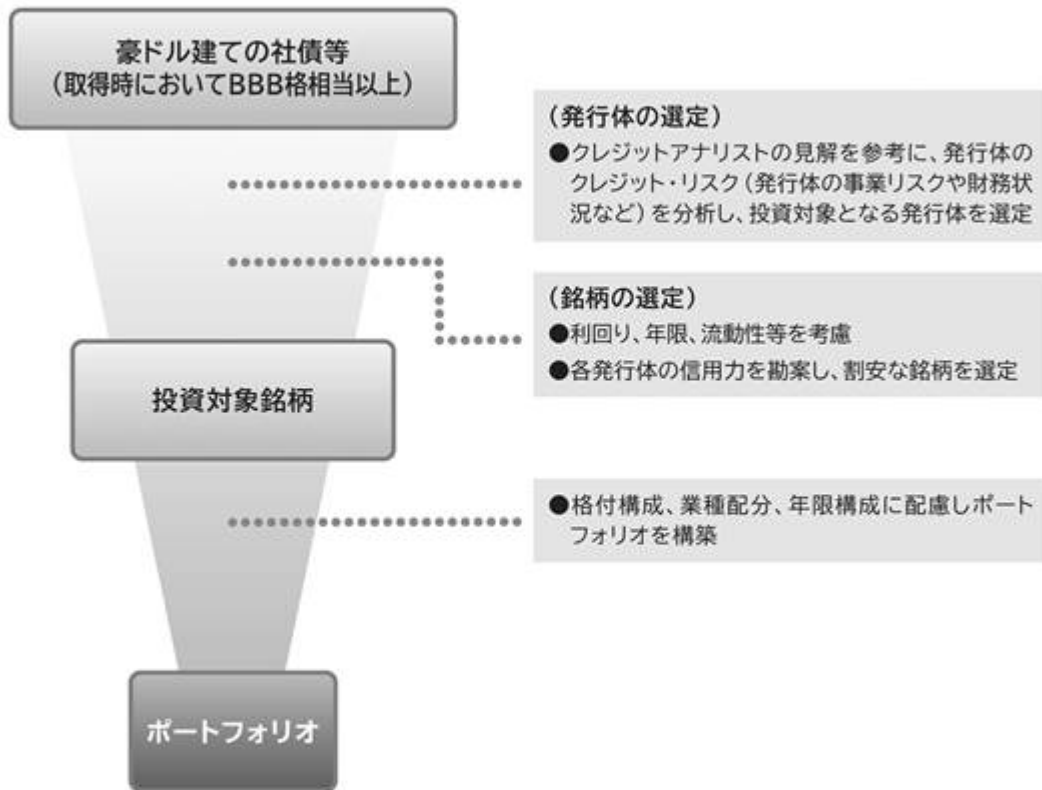 豪ドル建ての社債等
（取得時においてBBB格相当以上）
（発行体の選定）
●クレジットアナリストの見解を参考に、発行体の
クレジット・リスク（発行体の事業リスクや財務状
況など）を分析し、投資対象となる発行体を選定
（銘柄の選定）
●利回り、年限、流動性等を考慮
●各発行体の信用力を勘案し、割安な銘柄を選定
投資対象銘柄
●格付構成、業種配分、年限構成に配慮しポート
フォリオを構築
ポートフォリオ